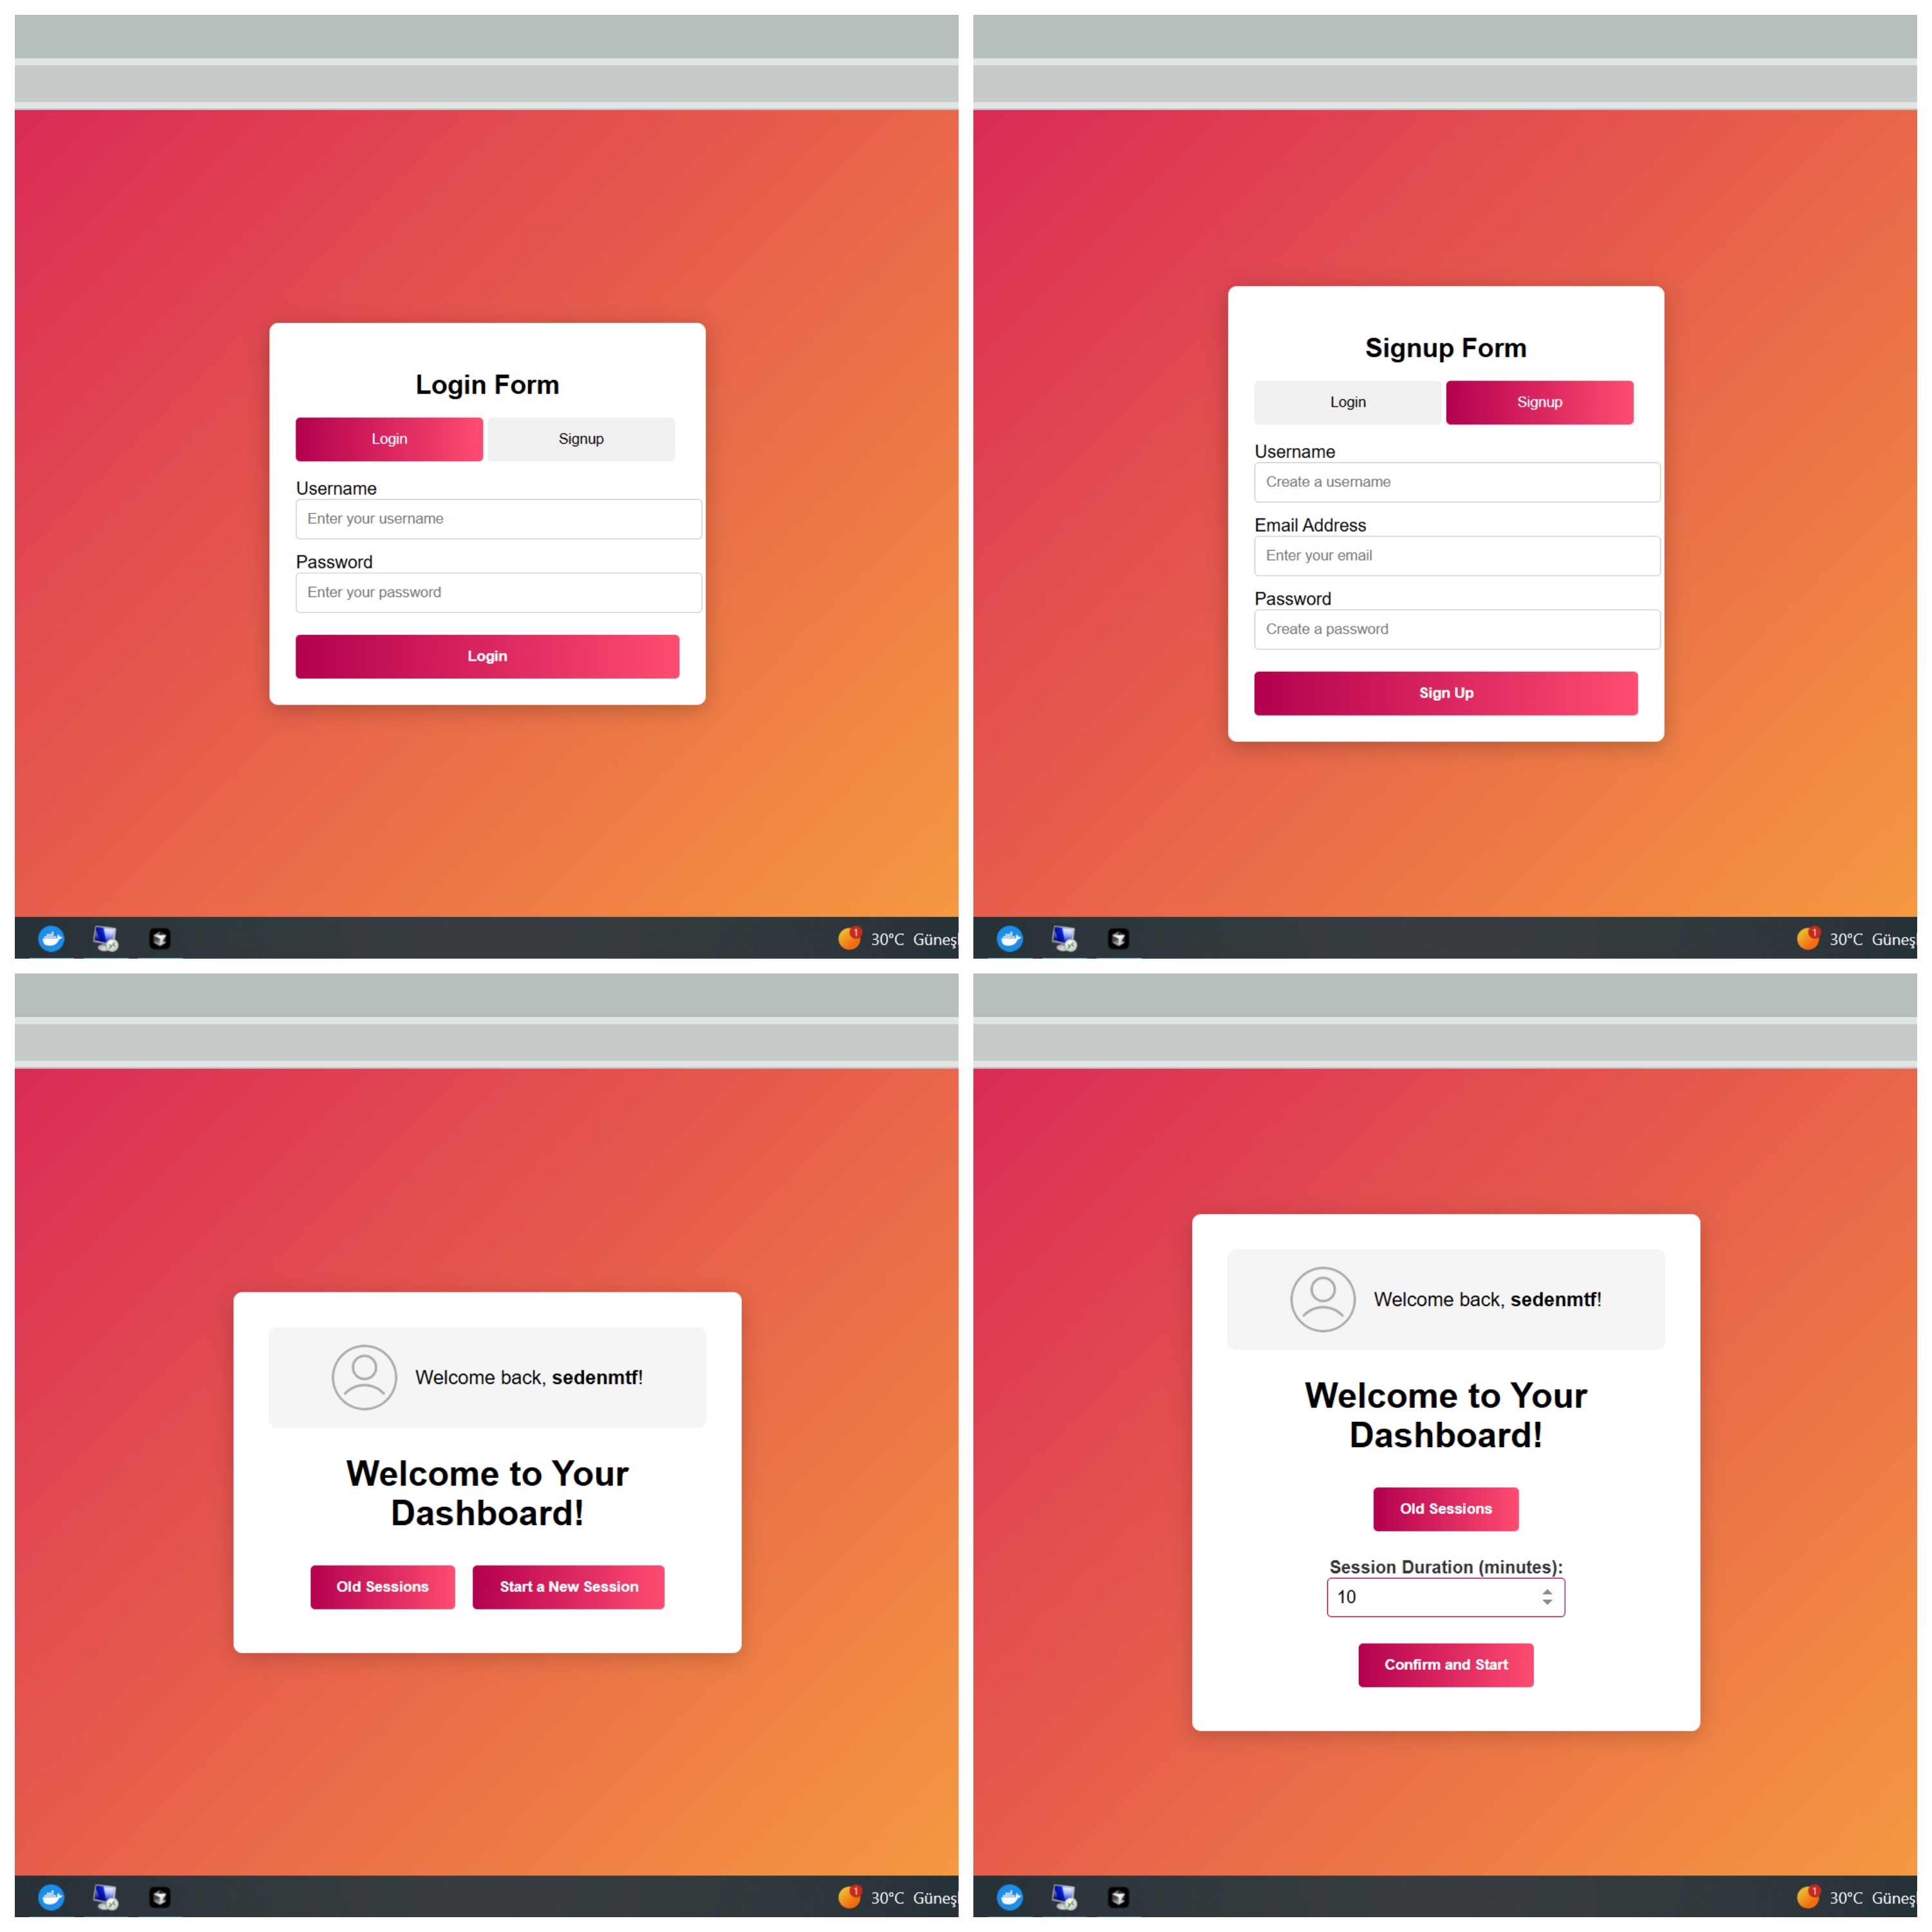 Login Form
Login Signup
Username
Enter your username
Password
Enter your password
Login
1
30°C Güneş
Signup Form
Login Signup
Username
Create a username
Email Address
Enter your email
Password
Create a password
Sign Up
1
30°C Güneş
Welcome back, sedenmtf!
Welcome to Your
Dashboard!
Old Sessions Start a New Session
1
30°C Güneş
Welcome back, sedenmtf!
Welcome to Your
Dashboard!
Old Sessions
Session Duration (minutes):
10
Confirm and Start
1
30°C Güneş